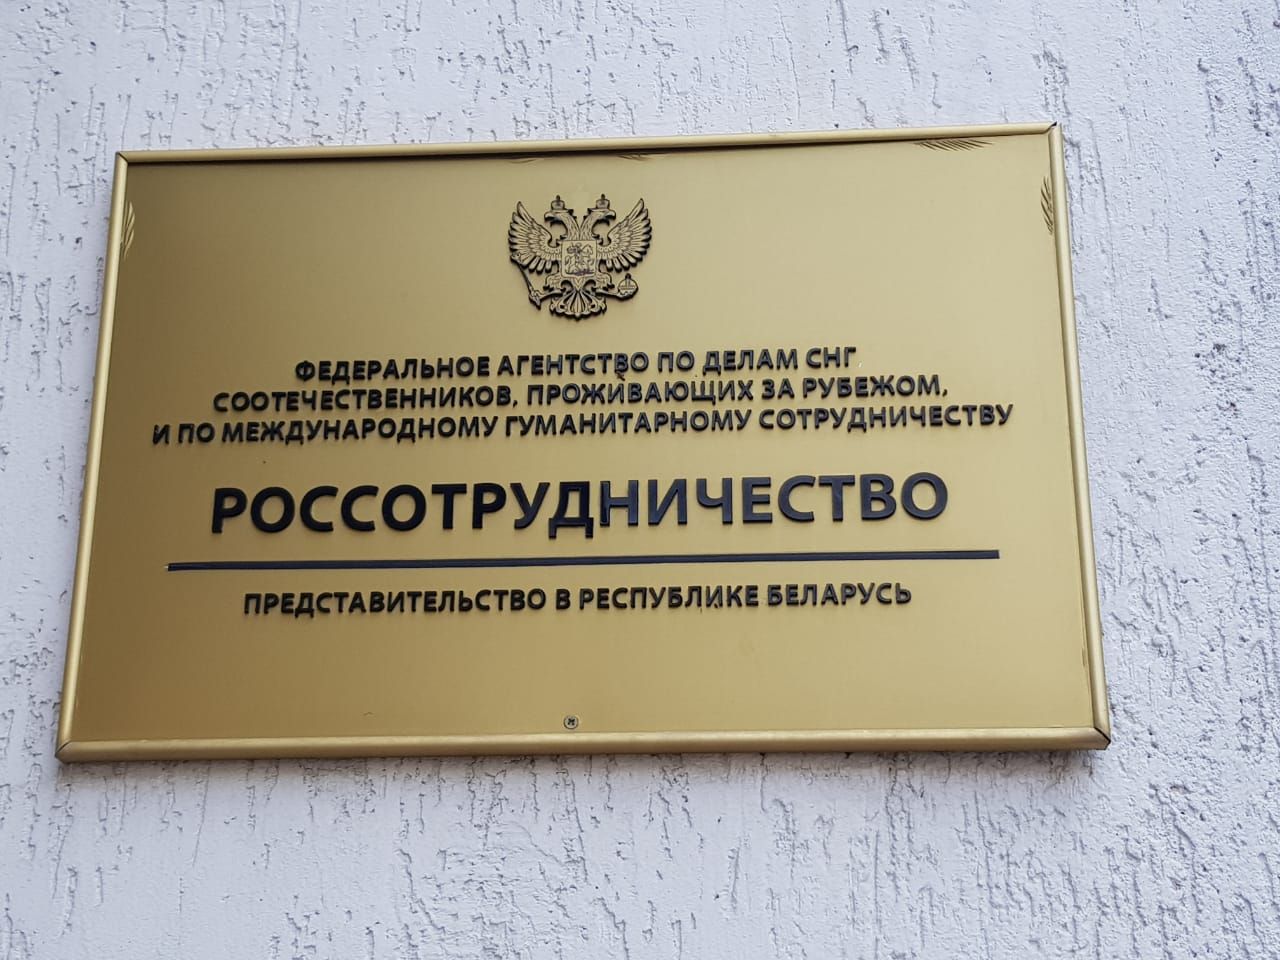 ФЕДЕРАЛЬНОЕ АГЕНТСТВО ПО ДЕЛАМ СНГ
СООТЕЧЕСТВЕННИКОВ, ПРОЖИВАЮЩИХ ЗА РУБЕЖОМ,
И ПО МЕЖДУНАРОДНОМУ ГУМАНИТАРНОМУ СОТРУДНИЧЕСТВУ
РОССОТРУДНИЧЕСТВО
ПРЕДСТАВИТЕЛЬСТВО В РЕСПУБЛИКЕ БЕЛАРУСЬ